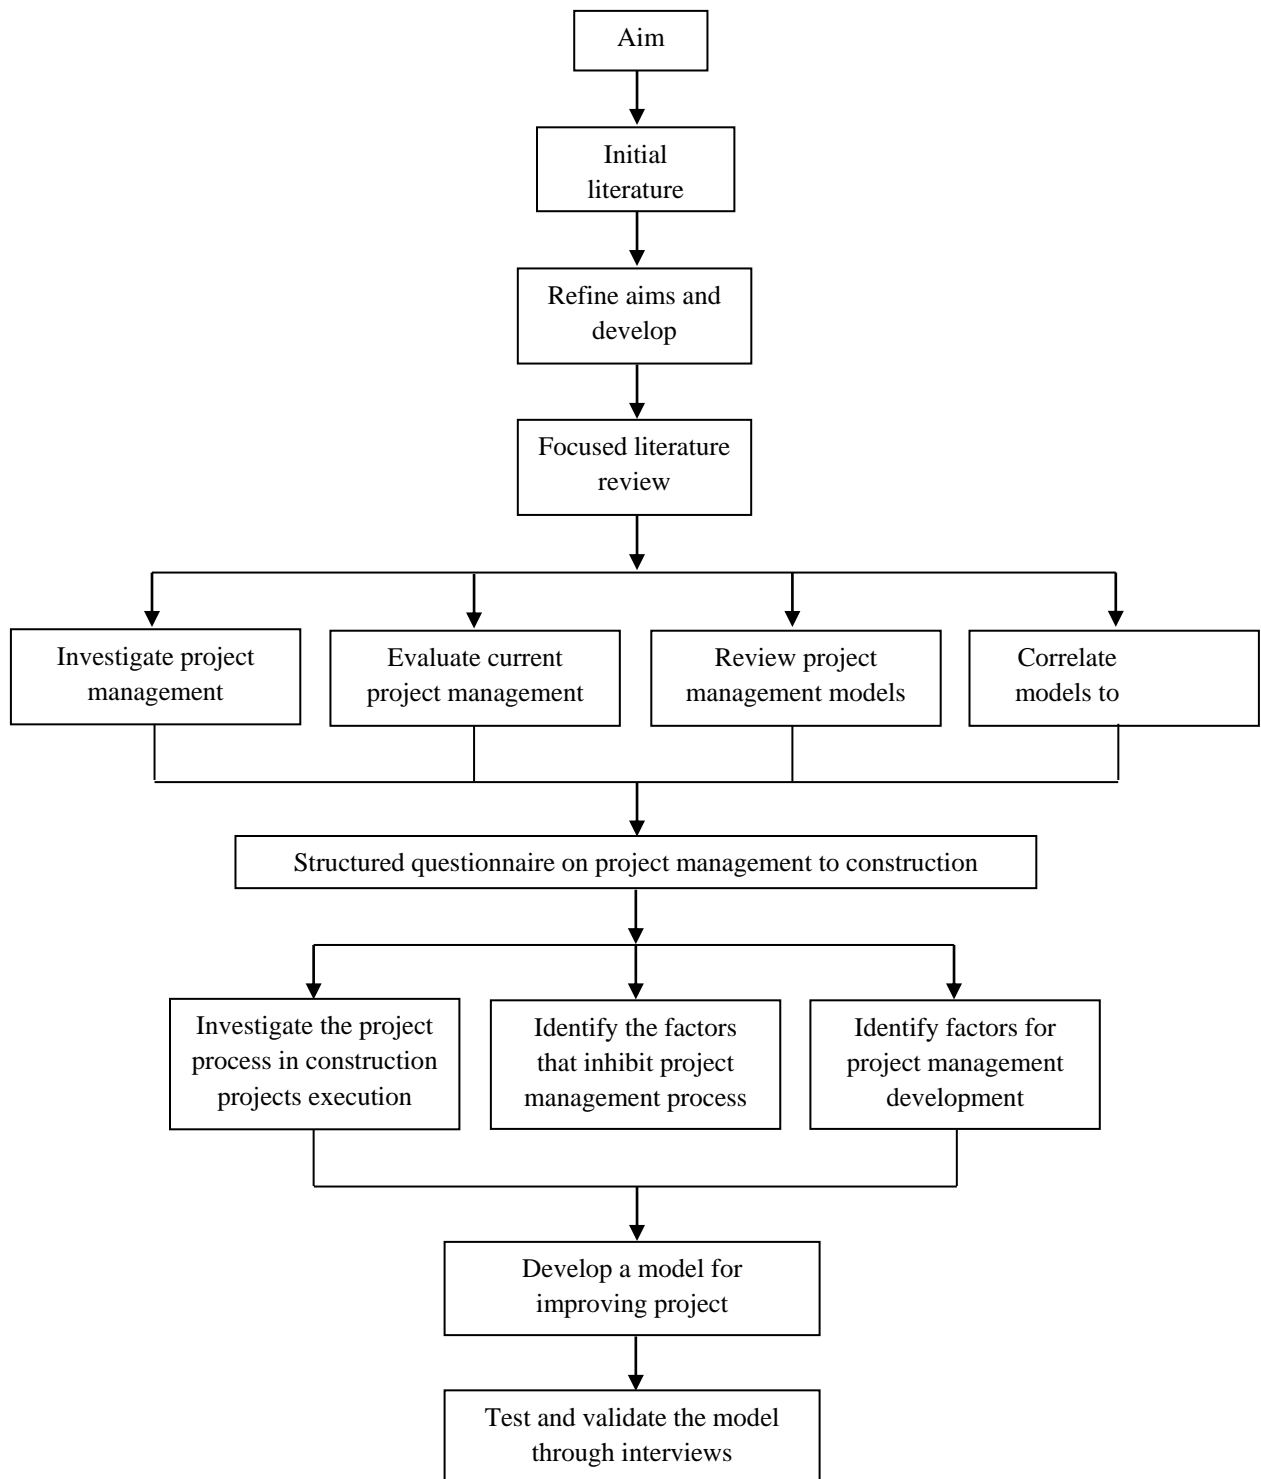 Aim
Initial
literature
Refine aims and
develop
Focused literature
review
Investigate project
management
Evaluate current
project management
Review project
management models
Correlate
models to
Structured questionnaire on project management to construction
Investigate the project
process in construction
projects execution
Identify the factors
that inhibit project
management process
Identify factors for
project management
development
Develop a model for
improving project
Test and validate the model
through interviews